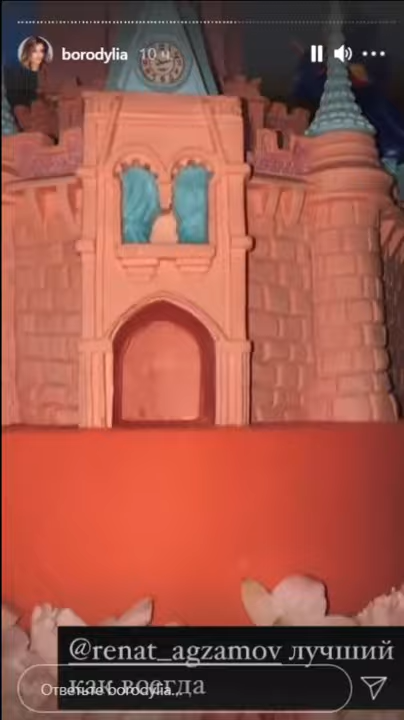 borodylia 10 ч.
@renat_agzamov лучший
как всегда
Ответьте borodylia...